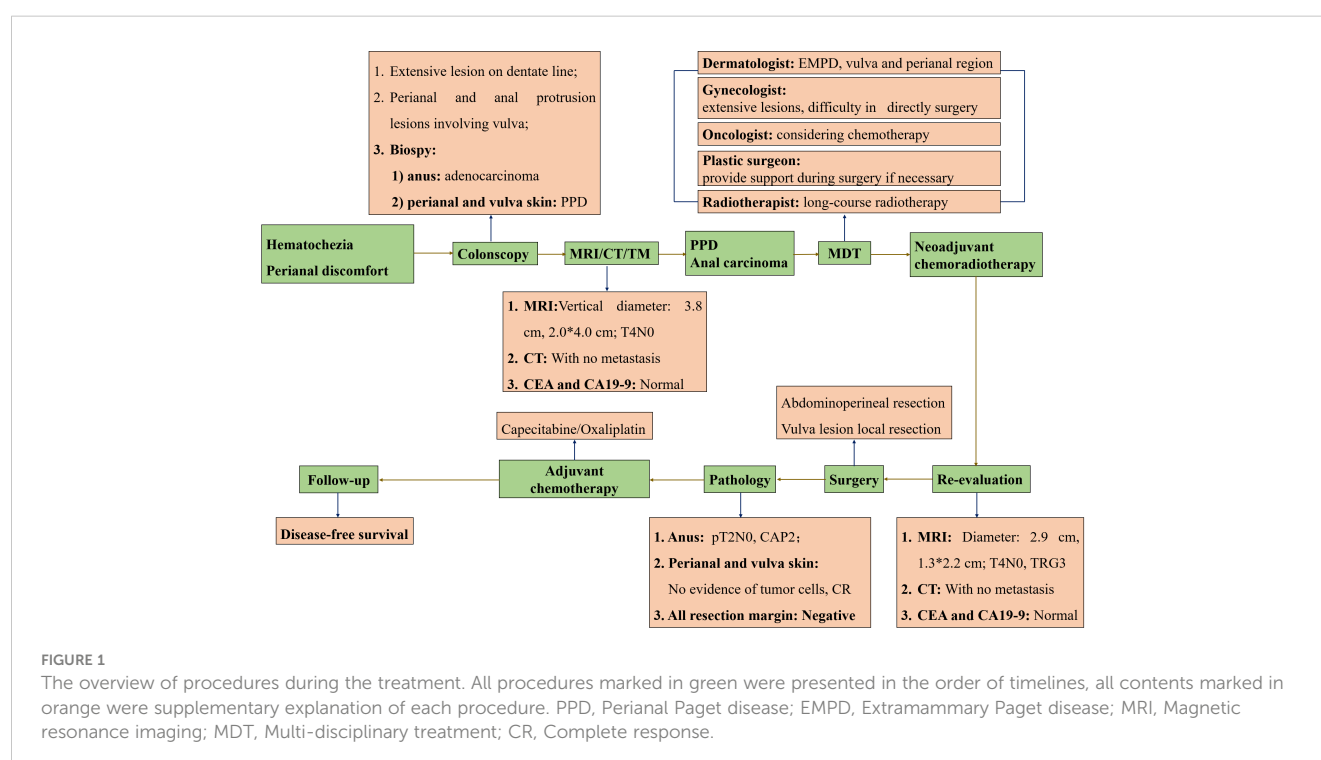 1. Extensive lesion on dentate line;
2. Perianal and anal protrusion
lesions involving vulva;
3. Biospy:
1) anus: adenocarcinoma
2) perianal and vulva skin: PPD
Dermatologist: EMPD, vulva and perianal region
Gynecologist:
extensive lesions, difficulty in directly surgery
Oncologist: considering chemotherapy
Plastic surgeon:
provide support during surgery if necessary
Radiotherapist: long-course radiotherapy
Hematochezia
Perianal discomfort
Colonscopy
MRI/CT/TM
PPD
Anal carcinoma
MDT
Neoadjuvant
chemoradiotherapy
1. MRI:Vertical diameter: 3.8
cm, 2.0*4.0 cm; T4N0
2. CT: With no metastasis
3. CEA and CA19-9: Normal
Abdominoperineal resection
Vulva lesion local resection
Capecitabine/Oxaliplatin
Follow-up
Adjuvant
chemotherapy
Pathology
Surgery
Re-evaluation
Disease-free survival
1. Anus: pT2N0, CAP2;
2. Perianal and vulva skin:
No evidence of tumor cells, CR
3. All resection margin: Negative
1. MRI: Diameter: 2.9 cm,
1.3*2.2 cm; T4N0, TRG3
2. CT: With no metastasis
3. CEA and CA19-9: Normal
FIGURE 1
The overview of procedures during the treatment. All procedures marked in green were presented in the order of timelines, all contents marked in
orange were supplementary explanation of each procedure. PPD, Perianal Paget disease; EMPD, Extramammary Paget disease; MRI, Magnetic
resonance imaging; MDT, Multi-disciplinary treatment; CR, Complete response.